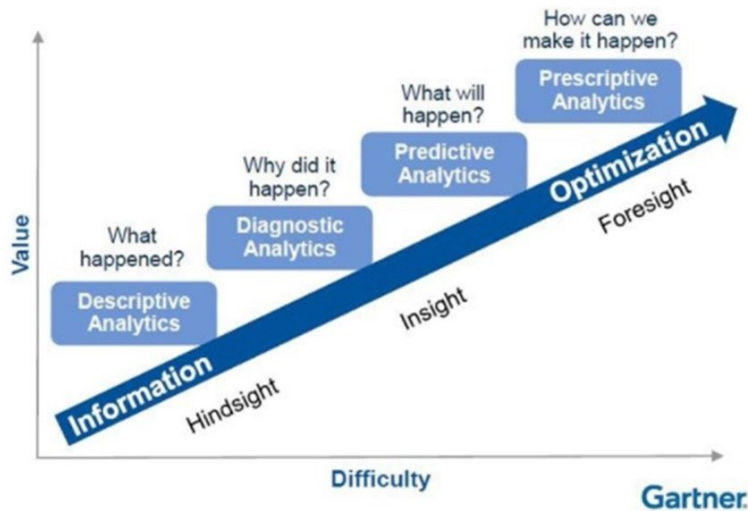 How can we
make it happen?
Prescriptive
Analytics
What will
happen?
Predictive
Analytics
Why did it
happen?
Diagnostic
Analytics
What
happened?
Descriptive
Analytics
Value
Information
Optimization
Hindsight
Insight
Foresight
Difficulty
Gartner